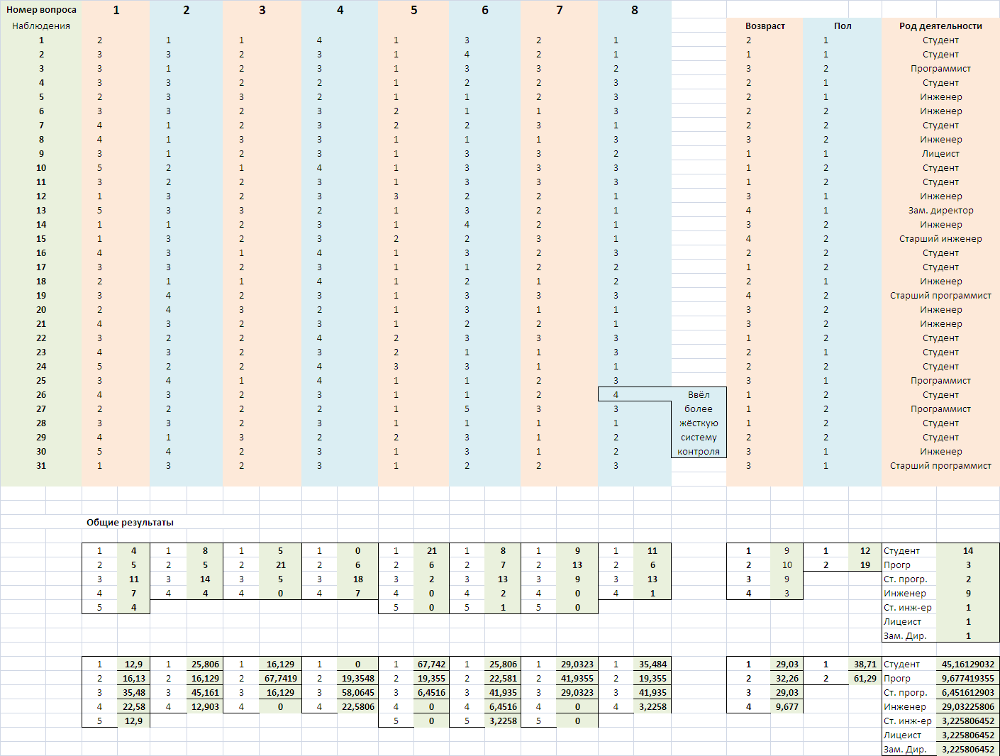 Номер вопроса 1 2 3 4 5 6 7 8
Наблюдения Возвраст Пол Род деятельности
1 2 1 1 4 1 3 2 1 2 1 Студент
2 3 3 2 3 1 4 2 1 1 1 Студент
3 3 1 2 3 1 3 3 2 3 2 Программист
4 3 3 2 2 1 2 2 3 2 1 Студент
5 2 3 3 2 1 1 2 3 2 1 Инженер
6 3 3 2 3 2 1 1 3 2 2 Инженер
7 4 1 2 3 2 2 3 1 2 2 Студент
8 4 1 3 3 1 1 1 3 3 2 Инженер
9 3 1 2 3 1 3 3 2 1 1 Лицеист
10 5 2 1 4 1 3 3 3 1 2 Студент
11 3 2 2 3 1 3 3 3 1 2 Студент
12 1 3 2 3 3 2 2 1 3 1 Инженер
13 5 3 3 2 1 3 2 1 4 1 Зам. директор
14 1 1 2 3 1 4 2 1 3 2 Инженер
15 1 3 2 3 2 2 3 1 4 2 Старший инженер
16 4 3 1 4 1 3 2 3 2 2 Студент
17 3 3 2 3 1 1 2 2 1 2 Студент
18 2 1 1 4 1 2 1 2 2 1 Инженер
19 3 4 2 3 1 3 3 3 4 2 Старший программист
20 2 4 3 2 1 3 1 1 3 2 Инженер
21 4 3 2 3 1 2 2 1 3 2 Инженер
22 3 2 2 4 2 3 3 3 1 2 Студент
23 4 3 2 3 2 1 1 3 2 1 Студент
24 5 2 2 4 3 3 1 1 2 2 Студент
25 3 4 1 4 1 1 2 3 3 1 Программист
26 4 3 2 3 1 1 2 4 Ввёл 1 2 Студент
27 2 2 2 2 1 5 3 3 более 1 2 Программист
28 3 3 2 3 1 1 1 1 жёсткую 1 2 Студент
29 4 1 3 2 2 3 1 2 систему 2 2 Студент
30 5 4 2 3 1 3 1 2 контроля 3 1 Инженер
31 1 3 2 3 1 2 2 3 3 1 Старший программист
Общие результаты
1 4 1 8 1 5 1 0 1 21 1 8 1 9 1 11 1 9 1 12 Студент 14
2 5 2 5 2 21 2 6 2 6 2 7 2 13 2 6 2 10 2 19 Прогр 3
3 11 3 14 3 5 3 18 3 2 3 13 3 9 3 13 3 9 Ст. прогр. 2
4 7 4 4 4 0 4 7 4 0 4 2 4 0 4 1 4 3 Инженер 9
5 4 5 0 5 1 5 0 Ст. инж-ер 1
Лицеист 1
Зам. Дир. 1
1 12,9 1 25,806 1 16,129 1 0 1 67,742 1 25,806 1 29,0323 1 35,484 1 29,03 1 38,71 Студент 45,16129032
2 16,13 2 16,129 2 67,7419 2 19,3548 2 19,355 2 22,581 2 41,9355 2 19,355 2 32,26 2 61,29 Прогр 9,677419355
3 35,48 3 45,161 3 16,129 3 58,0645 3 6,4516 3 41,935 3 29,0323 3 41,935 3 29,03 Ст. прогр. 6,451612903
4 22,58 4 12,903 4 0 4 22,5806 4 0 4 6,4516 4 0 4 3,2258 4 9,677 Инженер 29,03225806
5 12,9 5 0 5 3,2258 5 0 Ст. инж-ер 3,225806452
Лицеист 3,225806452
Зам. Дир. 3,225806452